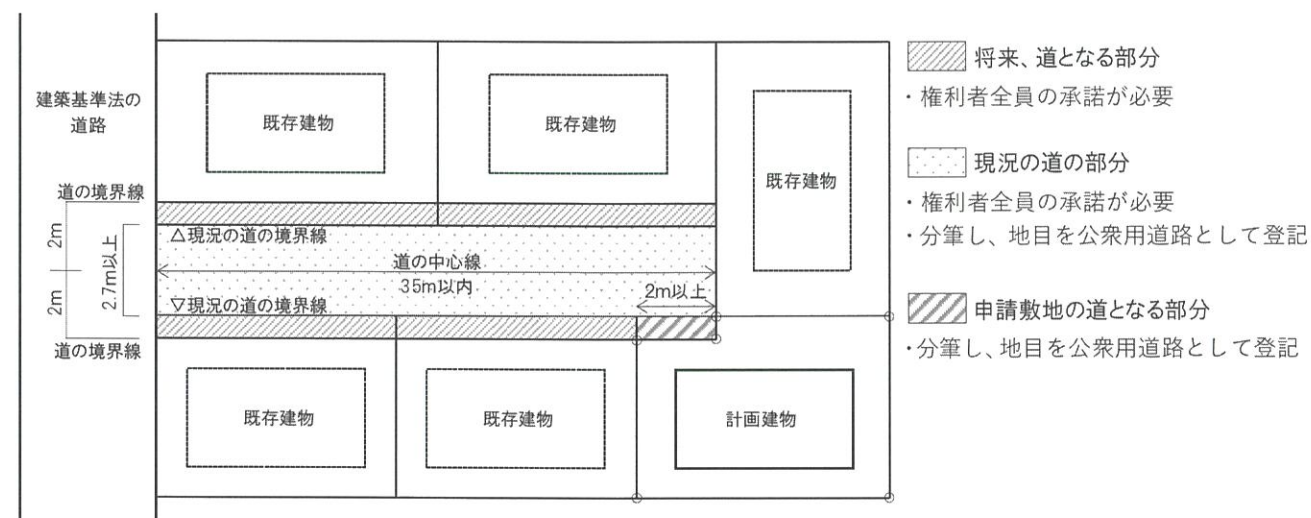 建築基準法の
道路
道の境界線
2m
2m
2.7m以上
道の境界線
既存建物
既存建物
既存建物
△現況の道の境界線
道の中心線
35m以内
2m以上
▽現況の道の境界線
既存建物
既存建物
計画建物
将来、道となる部分
・権利者全員の承諾が必要
現況の道の部分
・権利者全員の承諾が必要
・分筆し、地目を公衆用道路として登記
申請敷地の道となる部分
・分筆し、地目を公衆用道路として登記